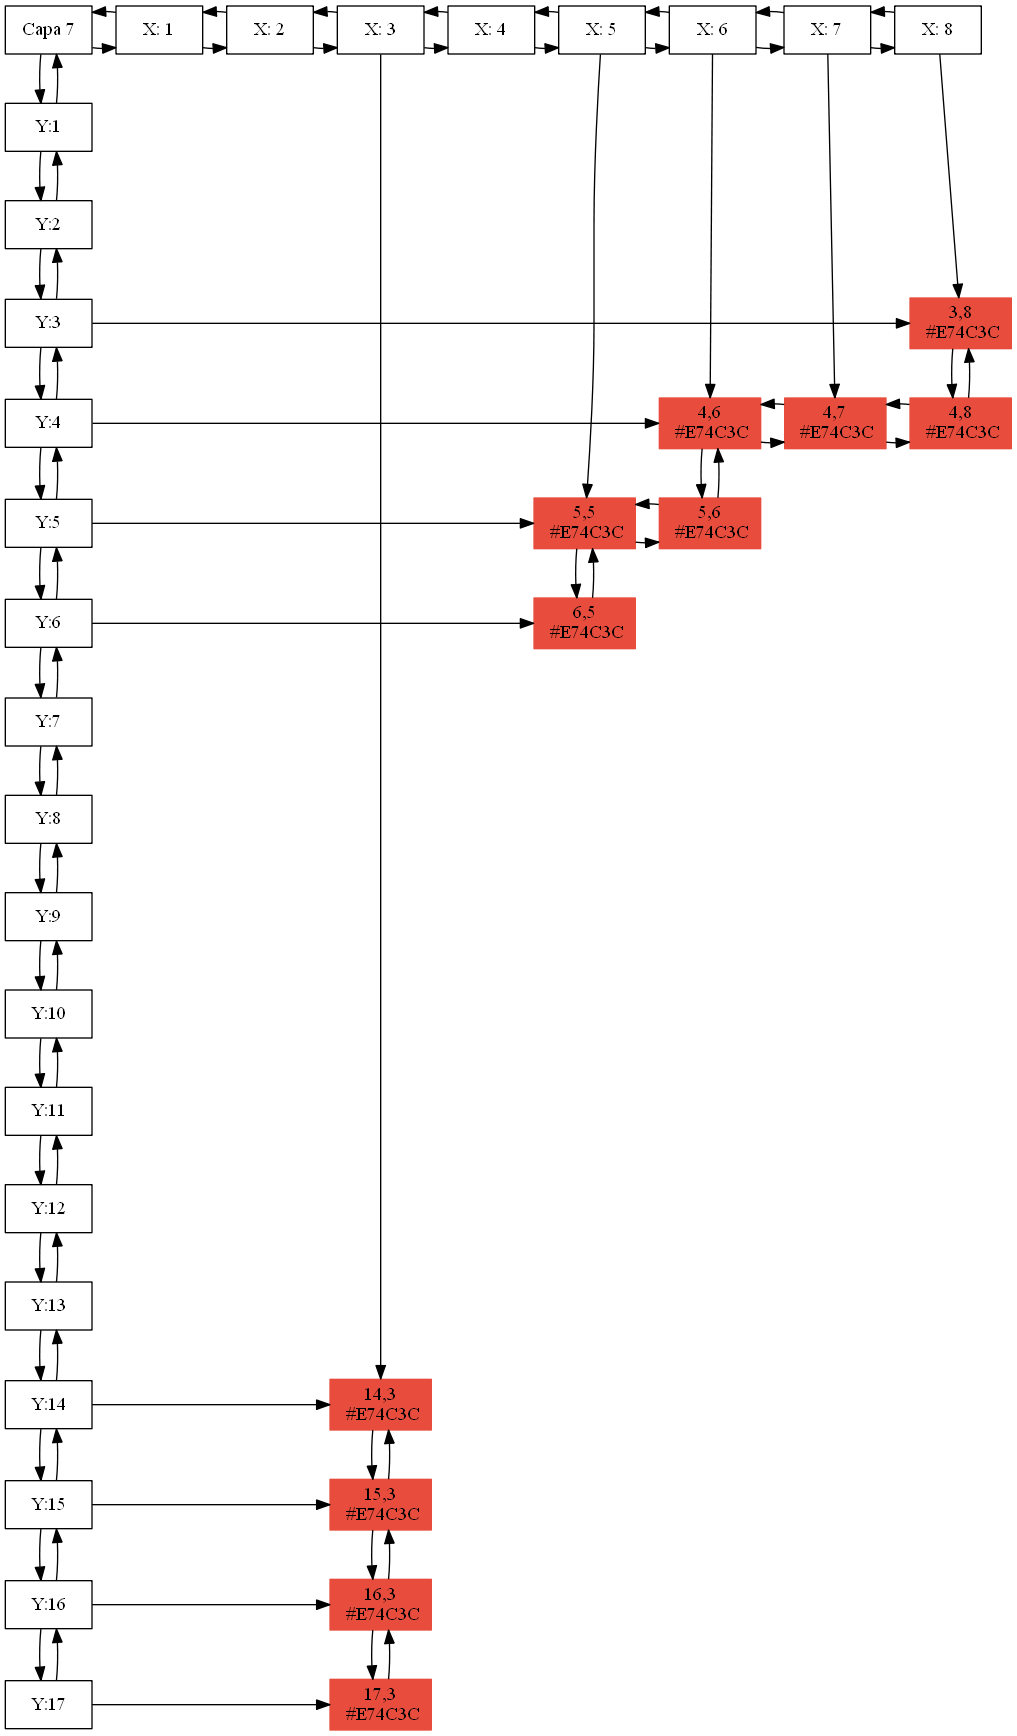 Capa 7
X: 1
X: 2
X: 3
X: 4
X: 5
X: 6
X: 7
X: 8
Y:1
Y:2
Y:3
3,8
#E74C3C
Y:4
4,6
#E74C3C
4,7
#E74C3C
4,8
#E74C3C
Y:5
5,5
#E74C3C
5,6
#E74C3C
Y:6
6,5
#E74C3C
Y:7
Y:8
Y:9
Y:10
Y:11
Y:12
Y:13
Y:14
14,3
#E74C3C
Y:15
15,3
#E74C3C
Y:16
16,3
#E74C3C
Y:17
17,3
#E74C3C